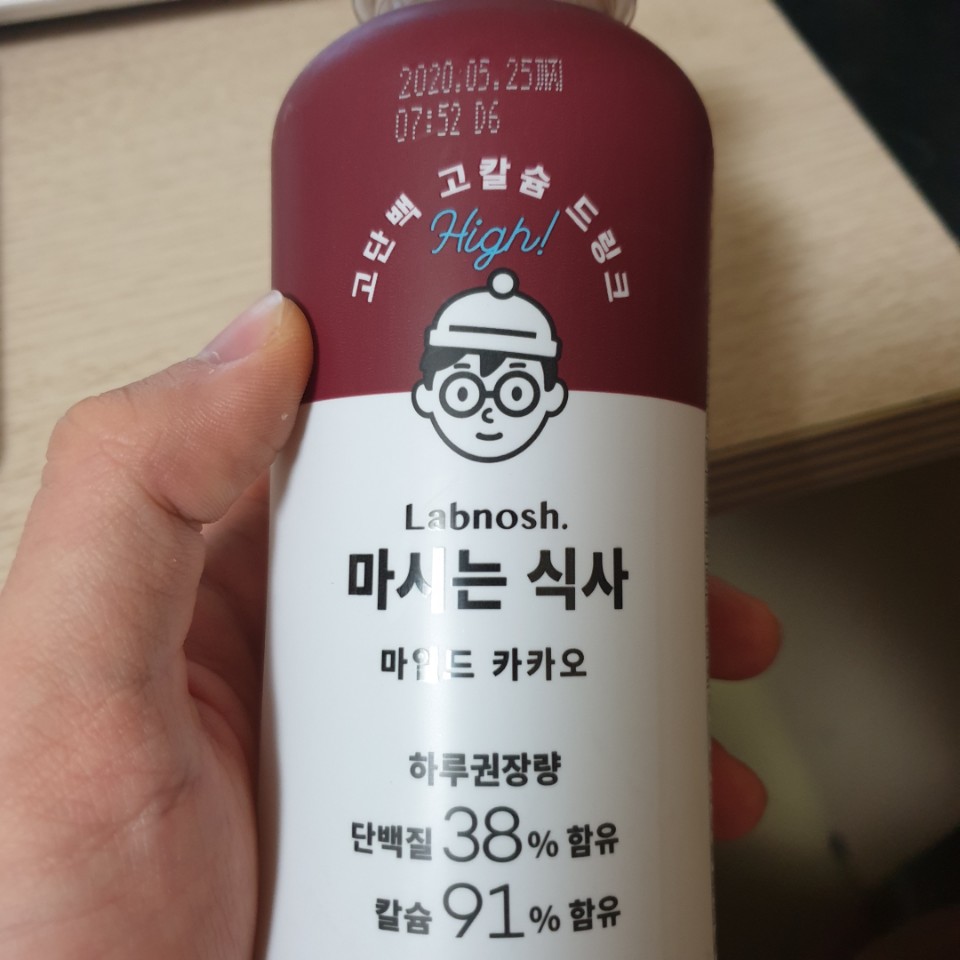 2020.05.25까지
07:52 D6
고단백 고칼슘 드링크
High!
Labnosh.
마시는 식사
마일드 카카오
하루권장량
단백질 38% 함유
칼슘 91% 함유